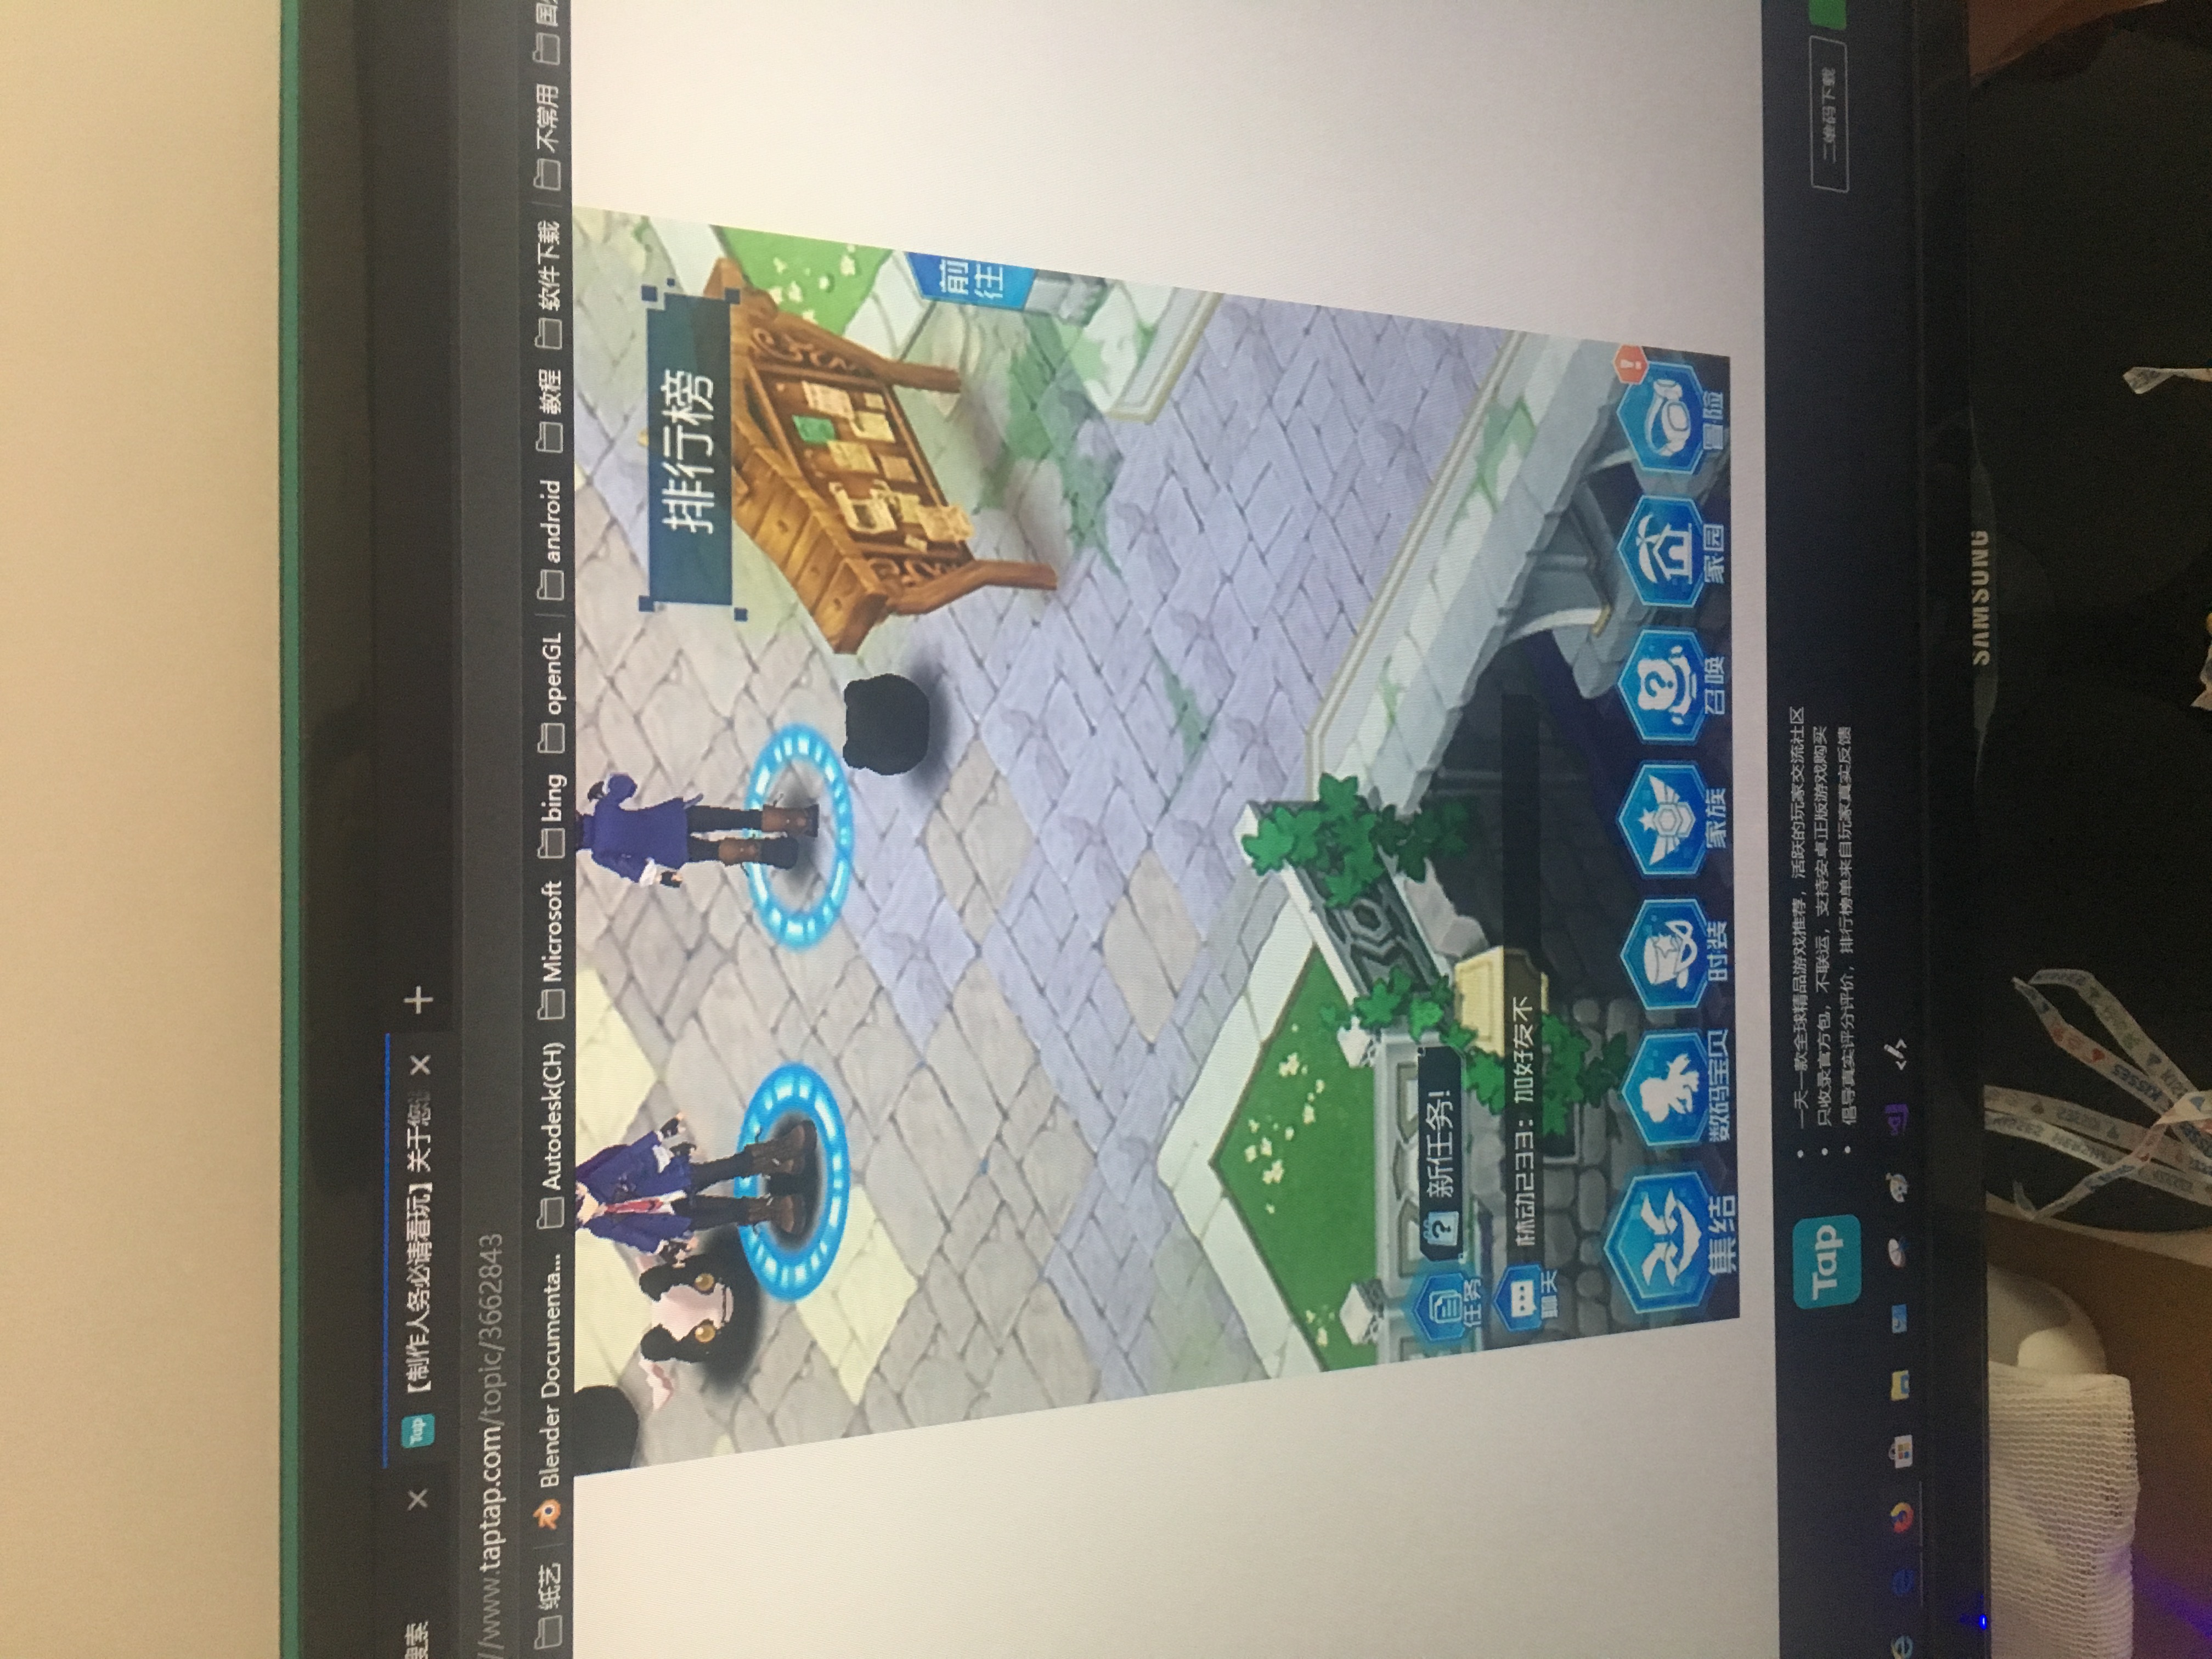 搜索
Tap 【制作人务必请看玩】关于您
//www.taptap.com/topic/3662843
纸艺 Blender Documenta... Autodesk(CH) Microsoft bing openGL android 教程 软件下载 不常用
排行榜
前往
任务 新任务!
林动233：加好友不
聊天
集结 数码宝贝 时装 家族 召唤 家园 冒险
Tap
一天一款全球精品游戏推荐，活跃的玩家交流社区
只收录官方包，不联运，支持安卓正版游戏购买
倡导真实评分评价，排行榜单来自玩家真实反馈
二维码下载
SAMSUNG
KISSES